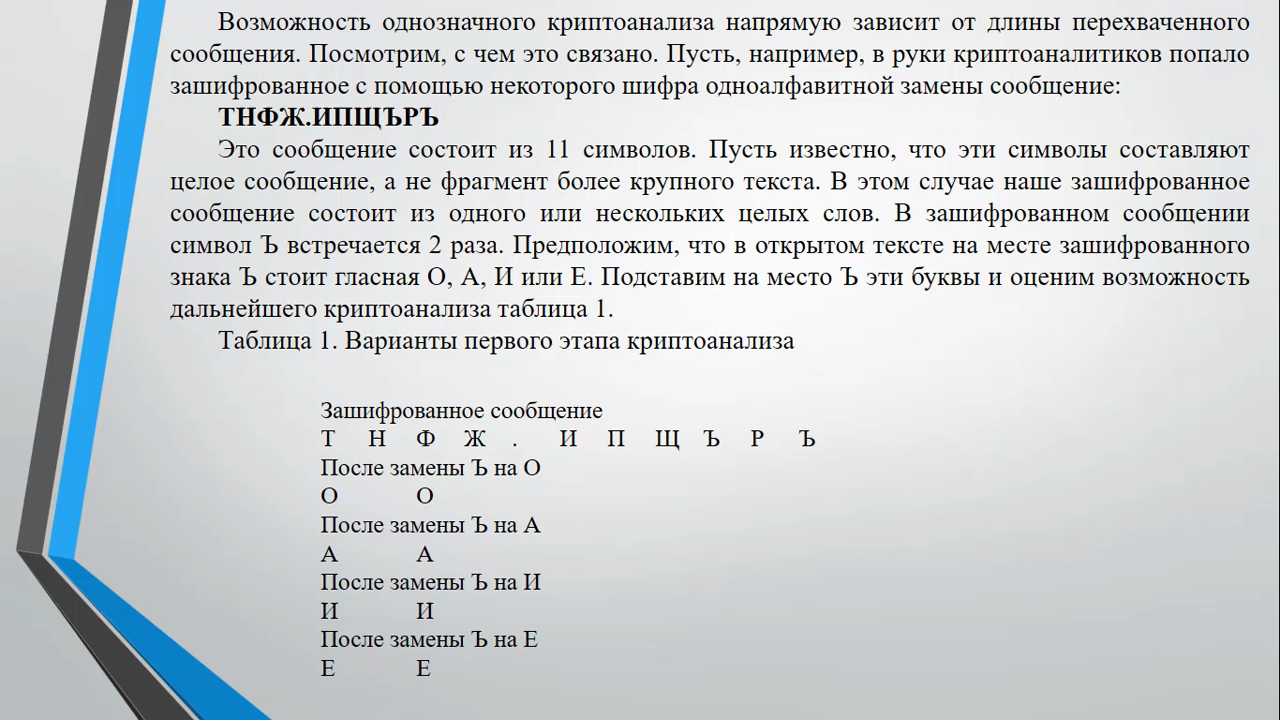 Возможность однозначного криптоанализа напрямую зависит от длины перехваченного
сообщения. Посмотрим, с чем это связано. Пусть, например, в руки криптоаналитиков попало
зашифрованное с помощью некоторого шифра одноалфавитной замены сообщение:
ТНФЖ.ИПЩЪРЪ
Это сообщение состоит из 11 символов. Пусть известно, что эти символы составляют
целое сообщение, а не фрагмент более крупного текста. В этом случае наше зашифрованное
сообщение состоит из одного или нескольких целых слов. В зашифрованном сообщении
символ Ъ встречается 2 раза. Предположим, что в открытом тексте на месте зашифрованного
знака Ъ стоит гласная О, А, И или Е. Подставим на место Ъ эти буквы и оценим возможность
дальнейшего криптоанализа таблица 1.
Таблица 1. Варианты первого этапа криптоанализа
Зашифрованное сообщение
Т Н Ф Ж . И П Щ Ъ Р Ъ
После замены Ъ на О
О О
После замены Ъ на А
А А
После замены Ъ на И
И И
После замены Ъ на Е
Е Е